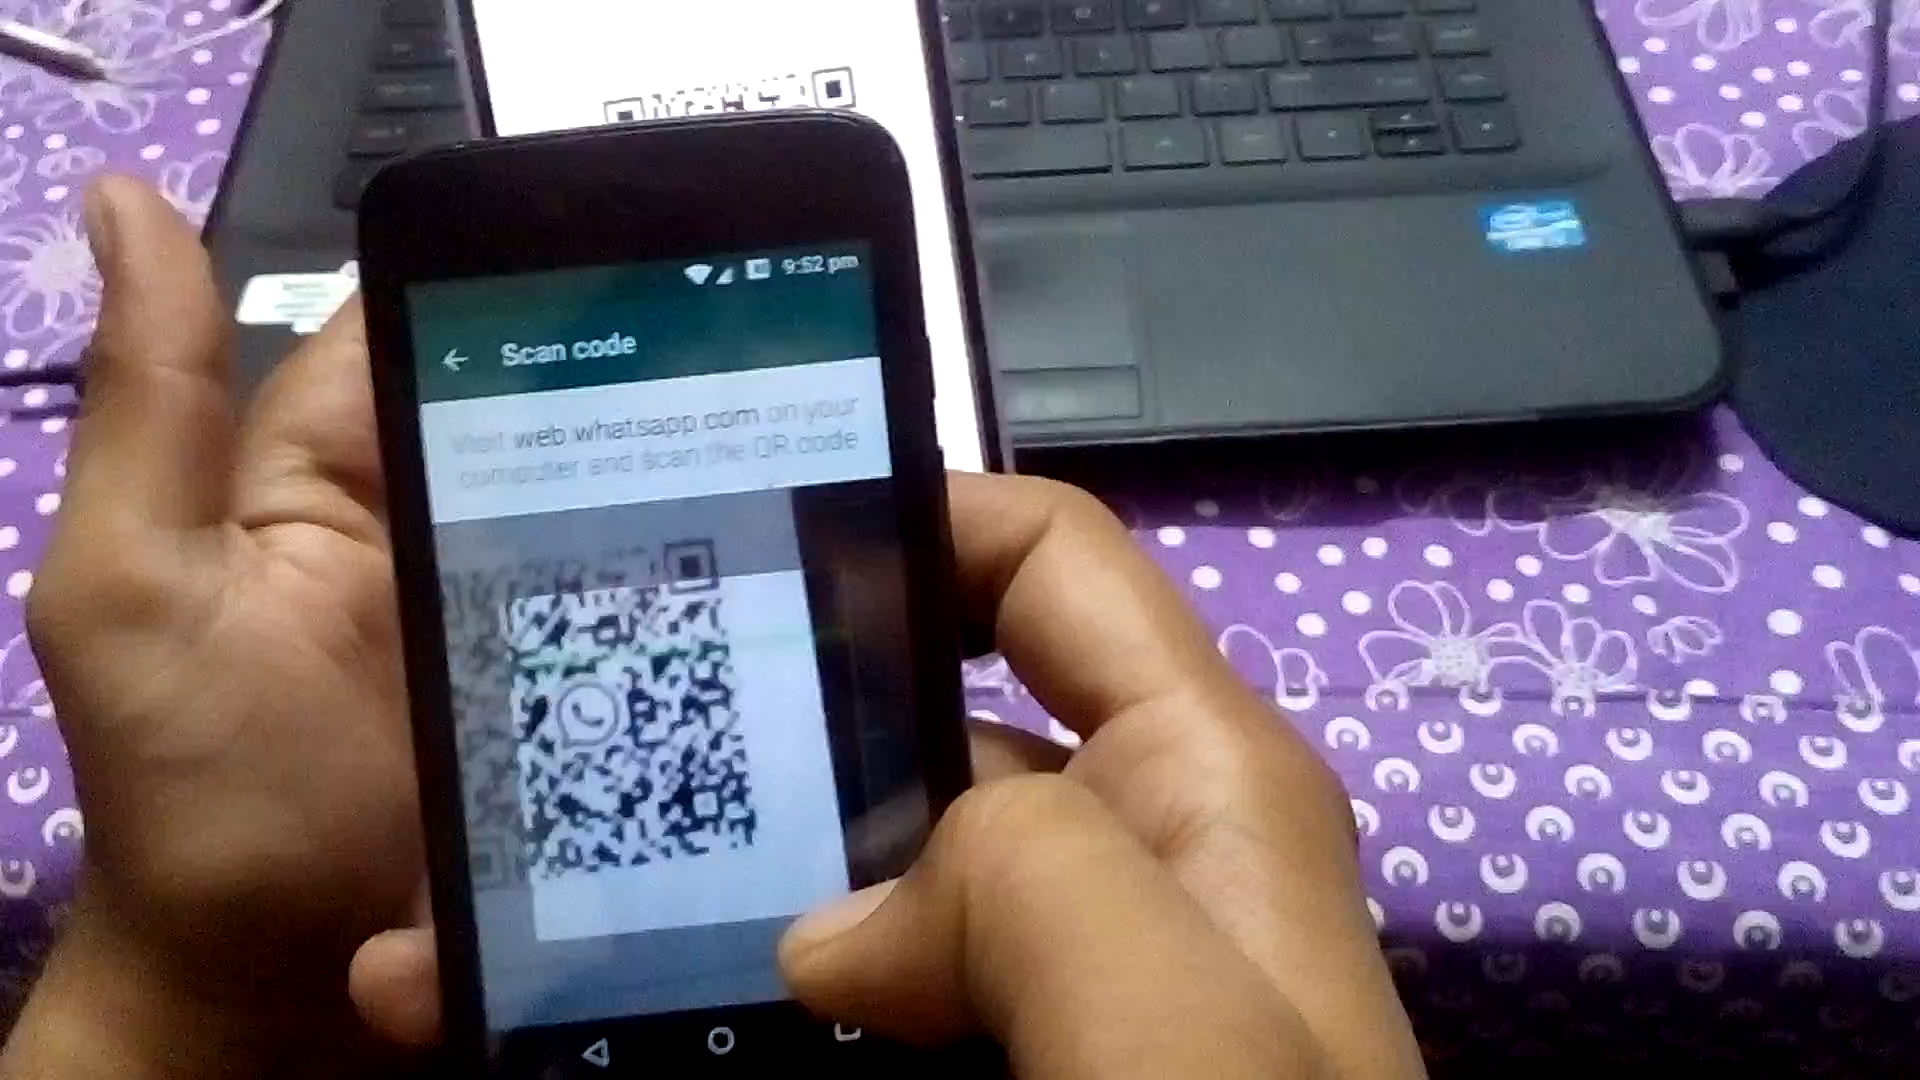 9:52 pm
Scan code
Visit web whatsapp com on your
computer and scan the QR code